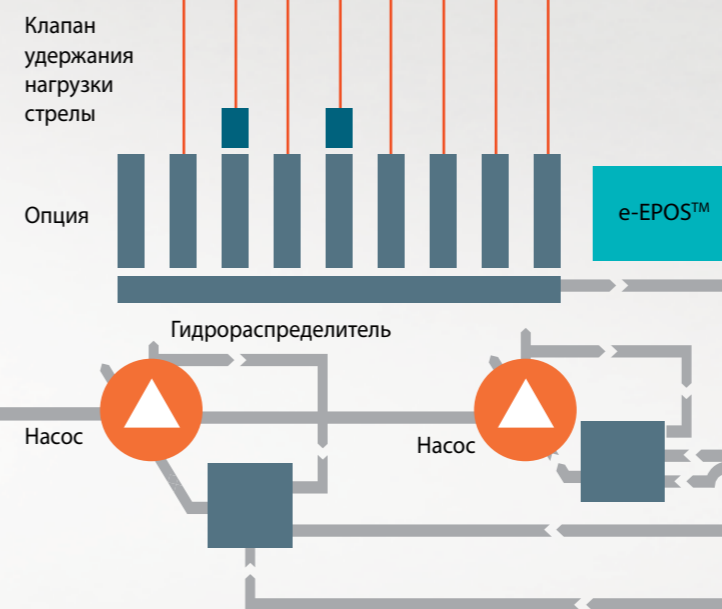 Клапан
удержания
нагрузки
стрелы
Опция
e-EPOS™
Гидрораспределитель
Насос
Насос